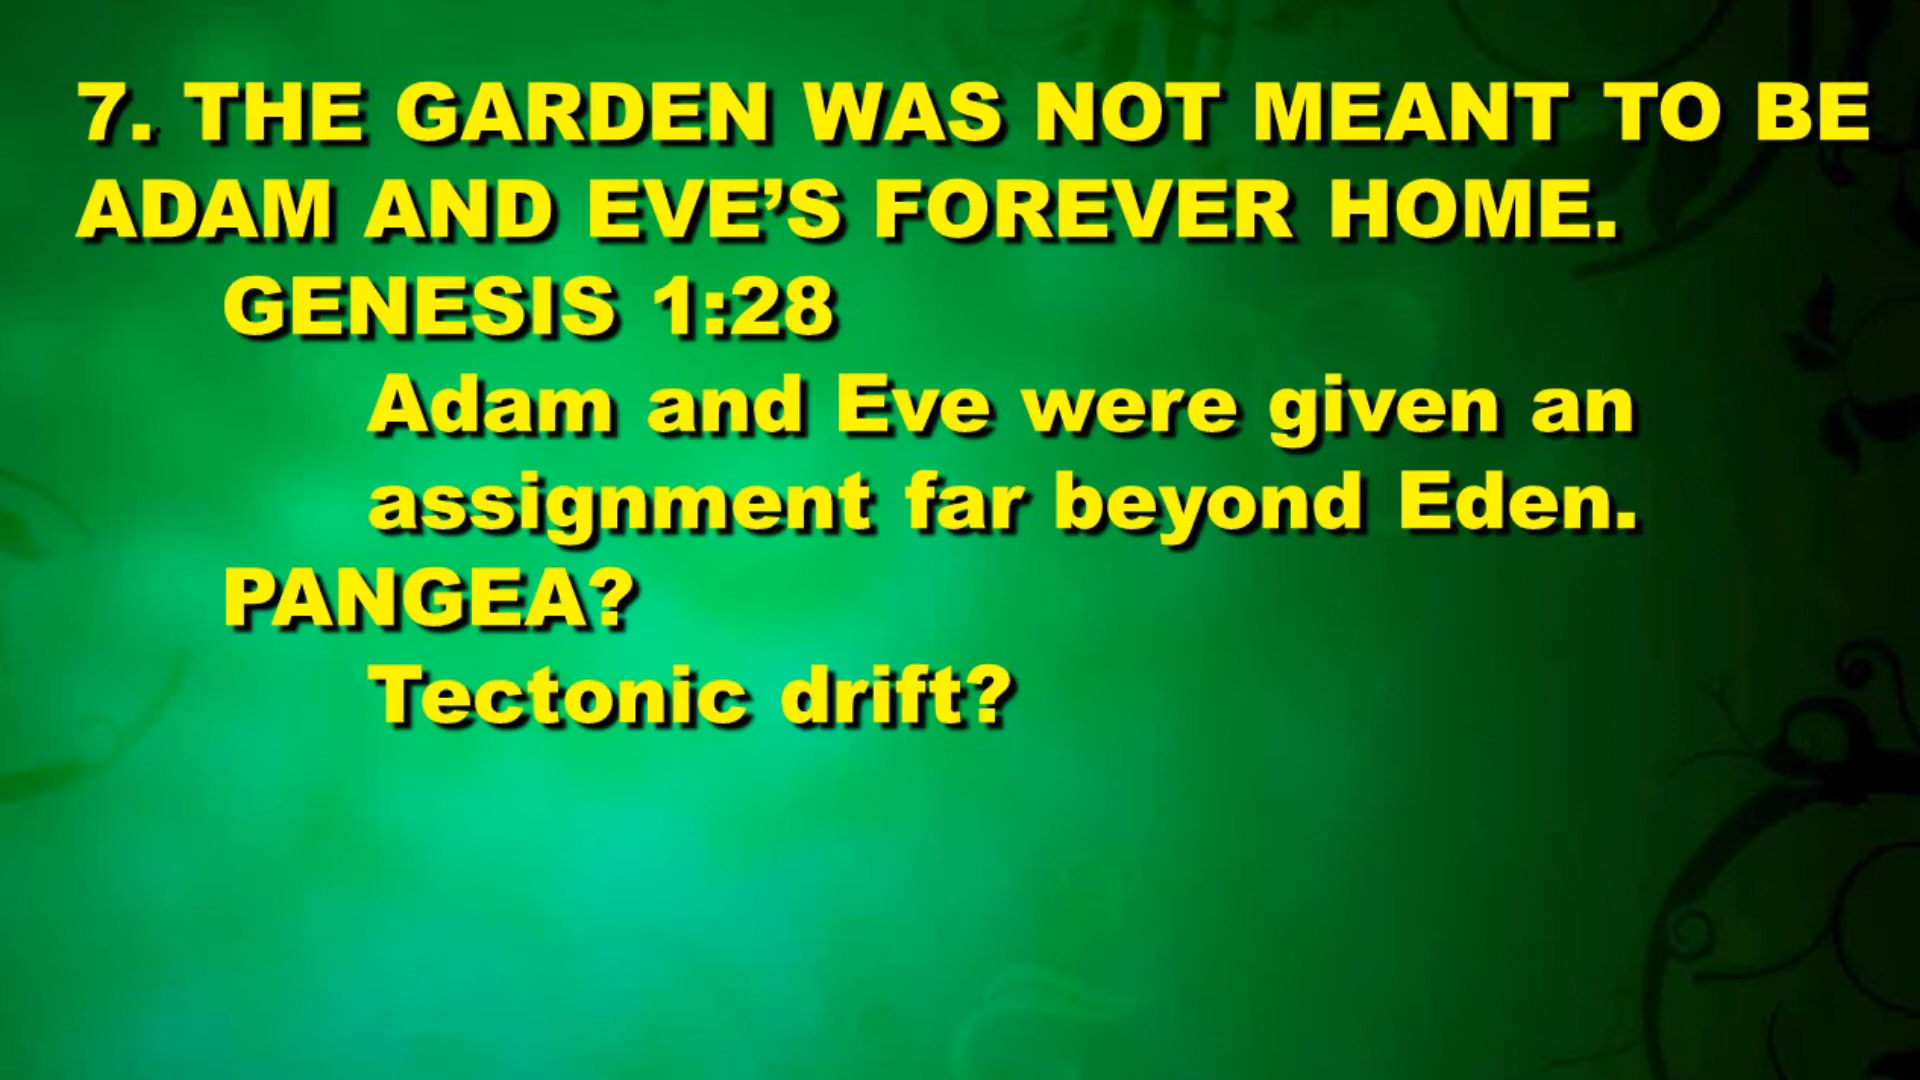 7. THE GARDEN WAS NOT MEANT TO BE
ADAM AND EVE’S FOREVER HOME.
GENESIS 1:28
Adam and Eve were given an
assignment far beyond Eden.
PANGEA?
Tectonic drift?